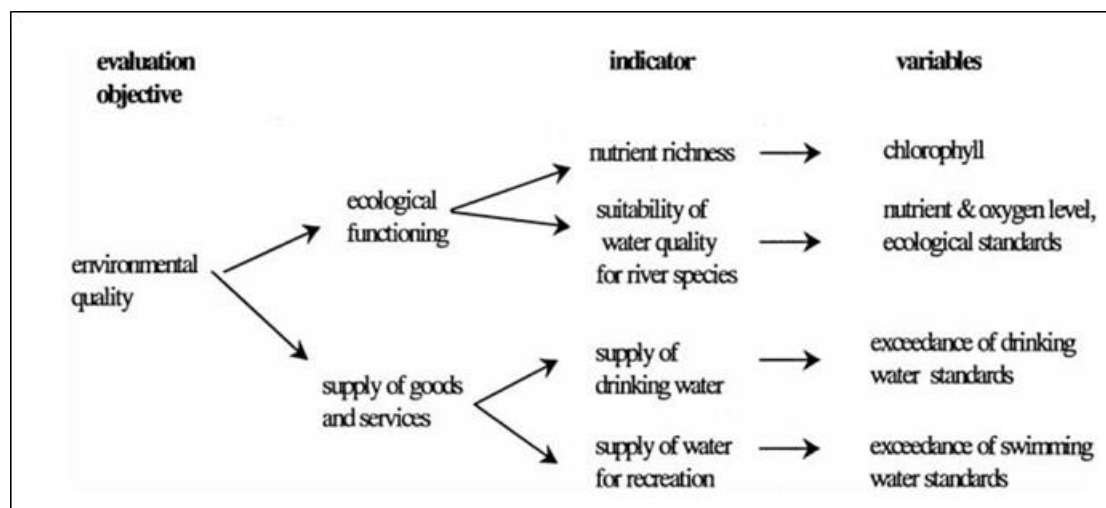 evaluation
objective
indicator
variables
nutrient richness
chlorophyll
ecological
functioning
suitability of
water quality
for river species
nutrient & oxygen level,
ecological standards
environmental
quality
supply of
drinking water
exceedance of drinking
water standards
supply of goods
and services
supply of water
for recreation
exceedance of swimming
water standards